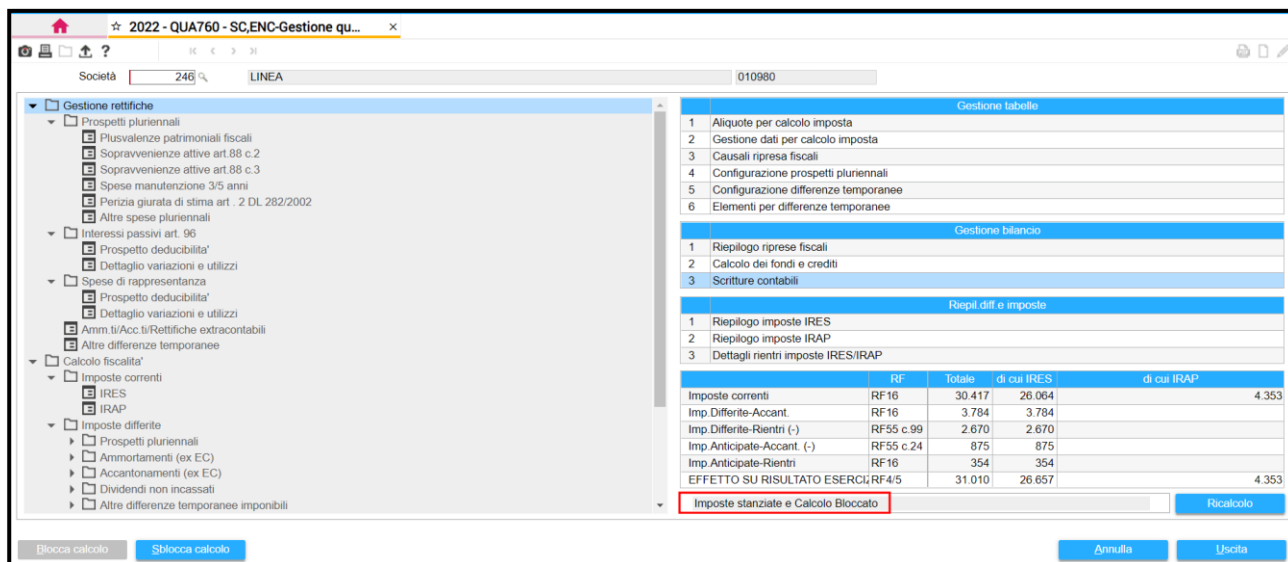 ☆ 2022 - QUA760 - SC,ENC-Gestione qu... ×
?
Società 246 LINEA 010980
Gestione rettifiche
Prospetti pluriennali
Plusvalenze patrimoniali fiscali
Sopravvenienze attive art.88 c.2
Sopravvenienze attive art.88 c.3
Spese manutenzione 3/5 anni
Perizia giurata di stima art . 2 DL 282/2002
Altre spese pluriennali
Interessi passivi art. 96
Prospetto deducibilita'
Dettaglio variazioni e utilizzi
Spese di rappresentanza
Prospetto deducibilita'
Dettaglio variazioni e utilizzi
Amm.ti/Acc.ti/Rettifiche extracontabili
Altre differenze temporanee
Calcolo fiscalita'
Imposte correnti
IRES
IRAP
Imposte differite
Prospetti pluriennali
Ammortamenti (ex EC)
Accantonamenti (ex EC)
Dividendi non incassati
Altre differenze temporanee imponibili
Gestione tabelle
1 Aliquote per calcolo imposta
2 Gestione dati per calcolo imposta
3 Causali ripresa fiscali
4 Configurazione prospetti pluriennali
5 Configurazione differenze temporanee
6 Elementi per differenze temporanee
Gestione bilancio
1 Riepilogo riprese fiscali
2 Calcolo dei fondi e crediti
3 Scritture contabili
Riepil.diff.e imposte
1 Riepilogo imposte IRES
2 Riepilogo imposte IRAP
3 Dettagli rientri imposte IRES/IRAP
RF Totale di cui IRES di cui IRAP
Imposte correnti RF16 30.417 26.064 4.353
Imp.Differite-Accant. RF16 3.784 3.784
Imp.Differite-Rientri (-) RF55 c.99 2.670 2.670
Imp.Anticipate-Accant. (-) RF55 c.24 875 875
Imp.Anticipate-Rientri RF16 354 354
EFFETTO SU RISULTATO ESERCIZ RF4/5 31.010 26.657 4.353
Imposte stanziate e Calcolo Bloccato Ricalcolo
Blocca calcolo Sblocca calcolo Annulla Uscita